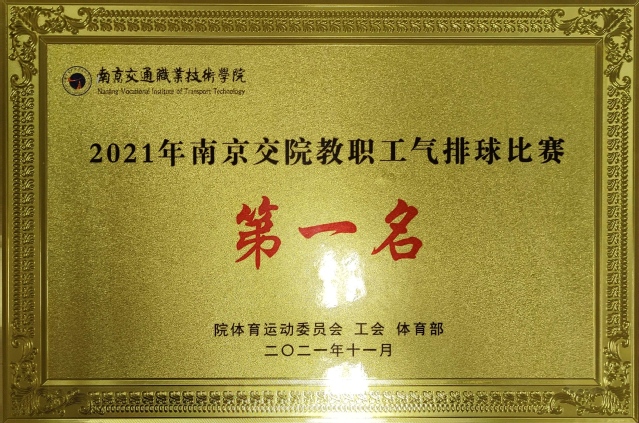 南京交通職業技術學院
Nanjing Vocational Institute of Transport Technology
2021年南京交院教职工气排球比赛
第一名
院体育运动委员会 工会 体育部
二〇二一年十一月